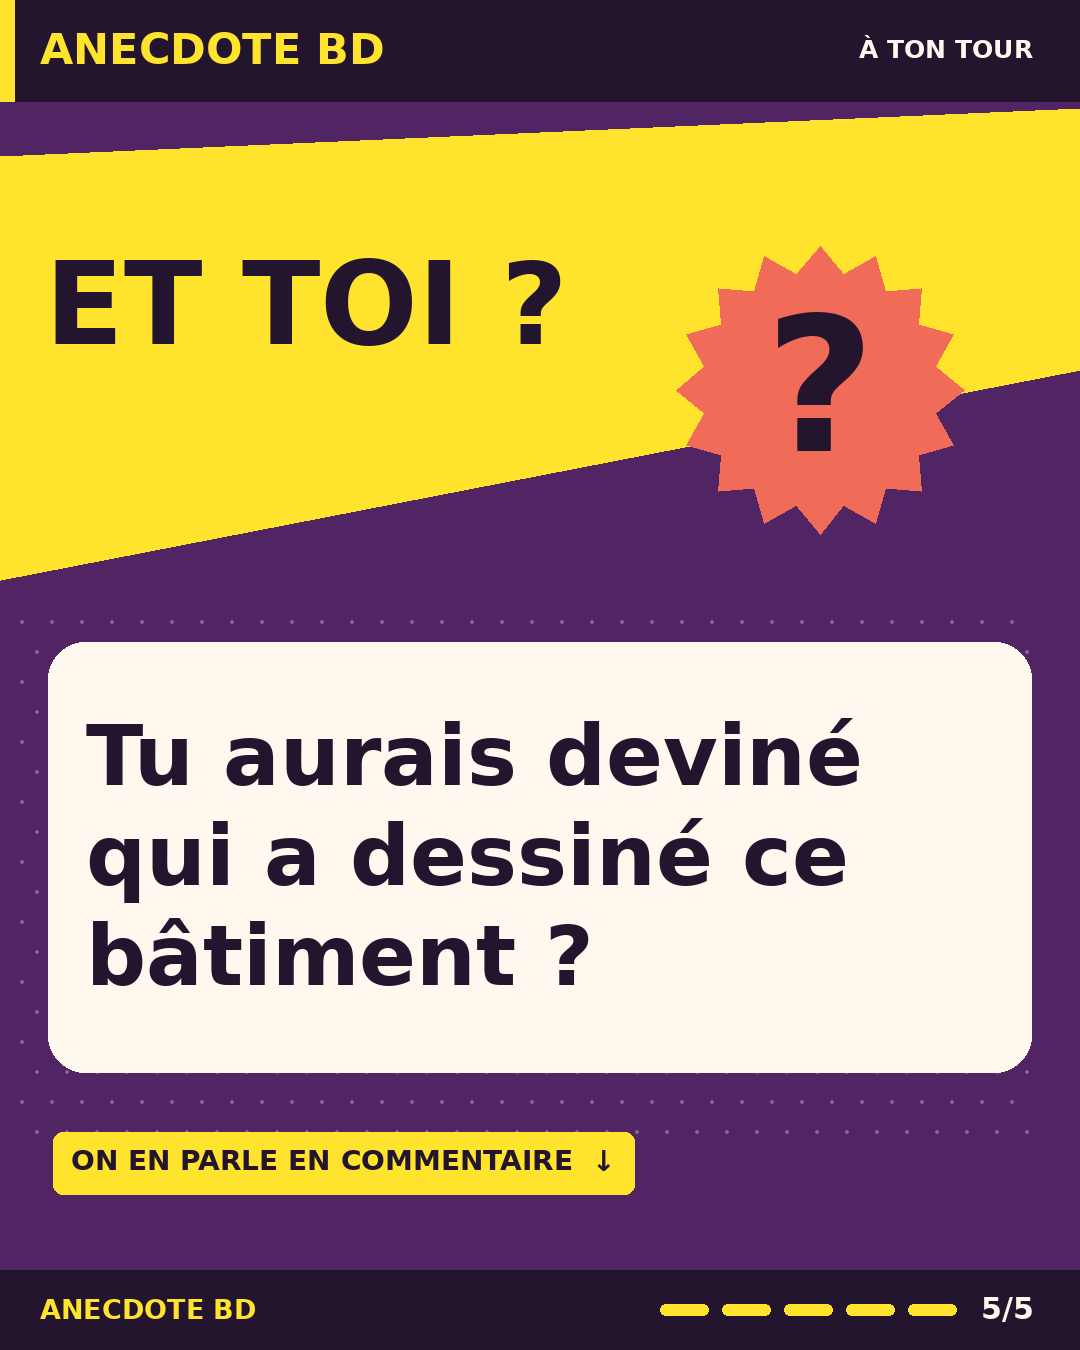 ANECDOTE BD
À TON TOUR
ET TOI ?
?
Tu aurais deviné
qui a dessiné ce
bâtiment ?
ON EN PARLE EN COMMENTAIRE ↓
ANECDOTE BD
5/5